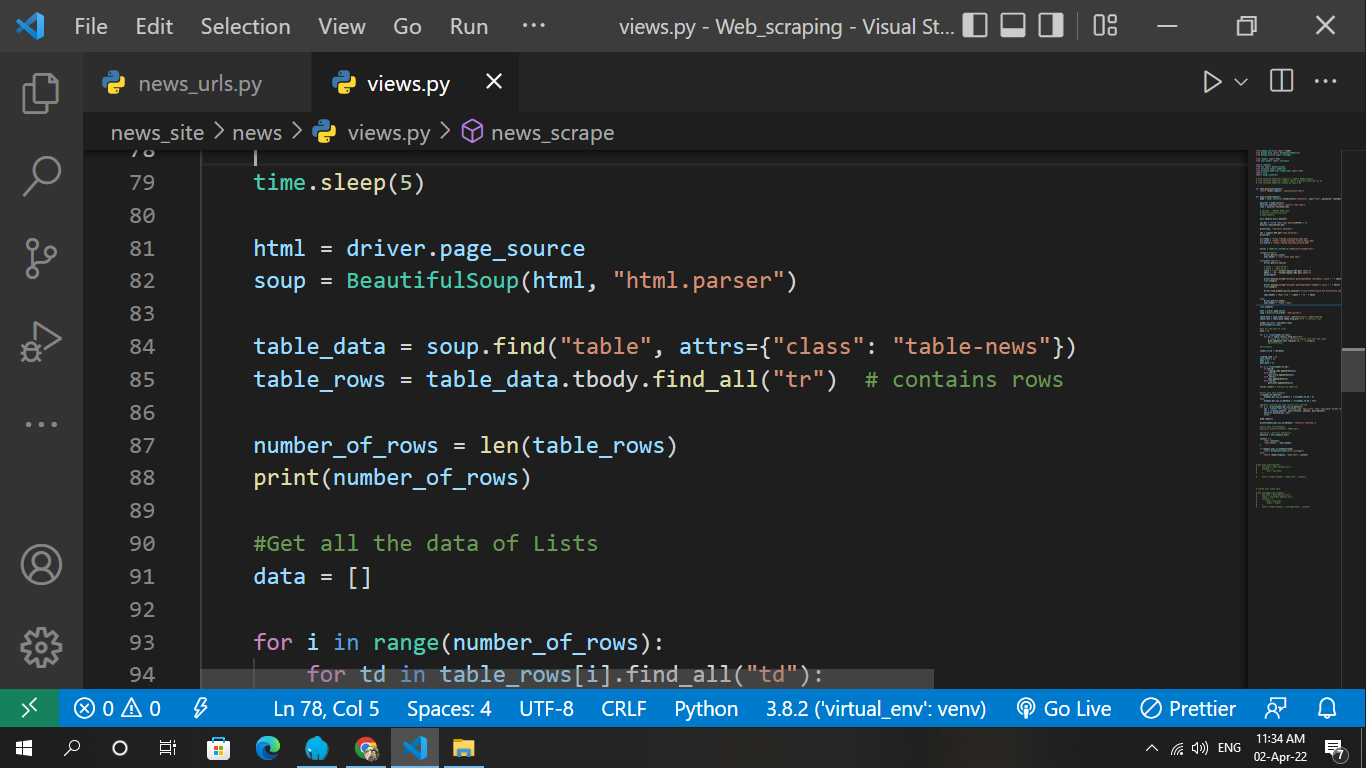 File Edit Selection View Go Run ··· views.py - Web_scraping - Visual St...
news_urls.py views.py
news_site > news > views.py > news_scrape
78
79 time.sleep(5)
80
81 html = driver.page_source
82 soup = BeautifulSoup(html, "html.parser")
83
84 table_data = soup.find("table", attrs={"class": "table-news"})
85 table_rows = table_data.tbody.find_all("tr")  # contains rows
86
87 number_of_rows = len(table_rows)
88 print(number_of_rows)
89
90 #Get all the data of Lists
91 data = []
92
93 for i in range(number_of_rows):
94     for td in table_rows[i].find_all("td"):
0 0 Ln 78, Col 5 Spaces: 4 UTF-8 CRLF Python 3.8.2 ('virtual_env': venv) Go Live Prettier
ENG 11:34 AM
02-Apr-22 7